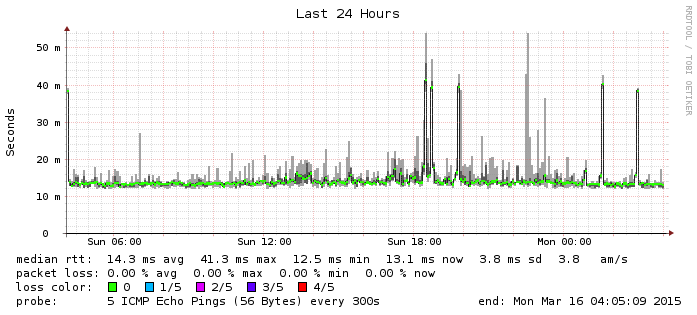 Last 24 Hours
RRDTOOL / TOBI OETIKER
Seconds
50 m
40 m
30 m
20 m
10 m
0
Sun 06:00 Sun 12:00 Sun 18:00 Mon 00:00
median rtt: 14.3 ms avg 41.3 ms max 12.5 ms min 13.1 ms now 3.8 ms sd 3.8 am/s
packet loss: 0.00 % avg 0.00 % max 0.00 % min 0.00 % now
loss color: 0 1/5 2/5 3/5 4/5
probe: 5 ICMP Echo Pings (56 Bytes) every 300s end: Mon Mar 16 04:05:09 2015